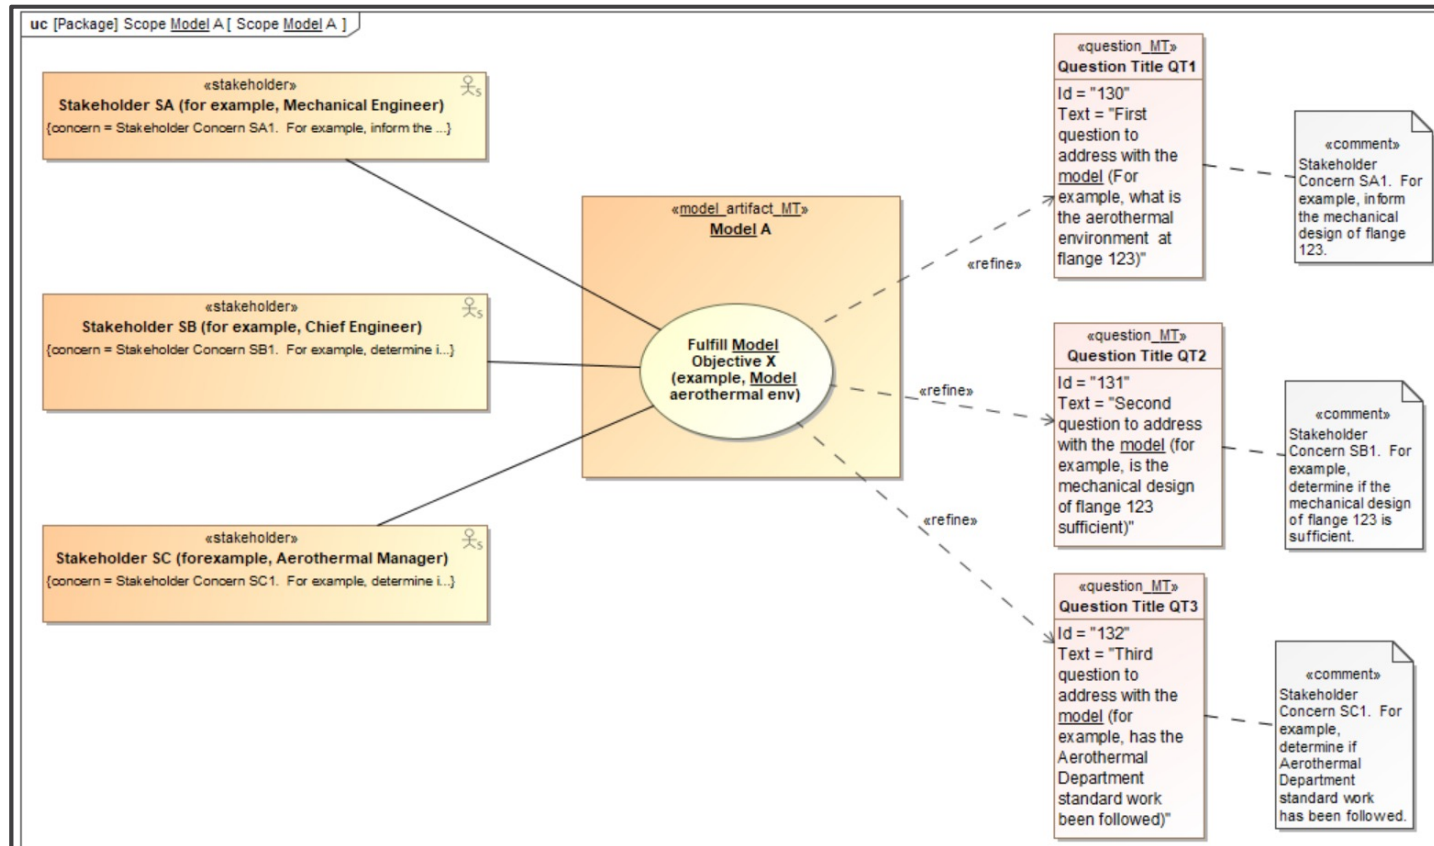 uc [Package] Scope Model A [ Scope Model A ]
«stakeholder»
Stakeholder SA (for example, Mechanical Engineer)
{concern = Stakeholder Concern SA1.  For example, inform the ...}
S
«stakeholder»
Stakeholder SB (for example, Chief Engineer)
{concern = Stakeholder Concern SB1.  For example, determine i...}
S
«stakeholder»
Stakeholder SC (forexample, Aerothermal Manager)
{concern = Stakeholder Concern SC1.  For example, determine i...}
S
«model_artifact_MT»
Model A
Fulfill Model
Objective X
(example, Model
aerothermal env)
«refine»
«refine»
«refine»
«question_MT»
Question Title QT1
Id = "130"
Text = "First
question to
address with the
model (For
example, what is
the aerothermal
environment  at
flange 123)"
«comment»
Stakeholder
Concern SA1.  For
example, inform
the mechanical
design of flange
123.
«question_MT»
Question Title QT2
Id = "131"
Text = "Second
question to address
with the model (for
example, is the
mechanical design
of flange 123
sufficient)"
«comment»
Stakeholder
Concern SB1.  For
example,
determine if the
mechanical design
of flange 123 is
sufficient.
«question_MT»
Question Title QT3
Id = "132"
Text = "Third
question to
address with the
model (for
example, has the
Aerothermal
Department
standard work
been followed)"
«comment»
Stakeholder
Concern SC1.  For
example,
determine if
Aerothermal
Department
standard work
has been followed.